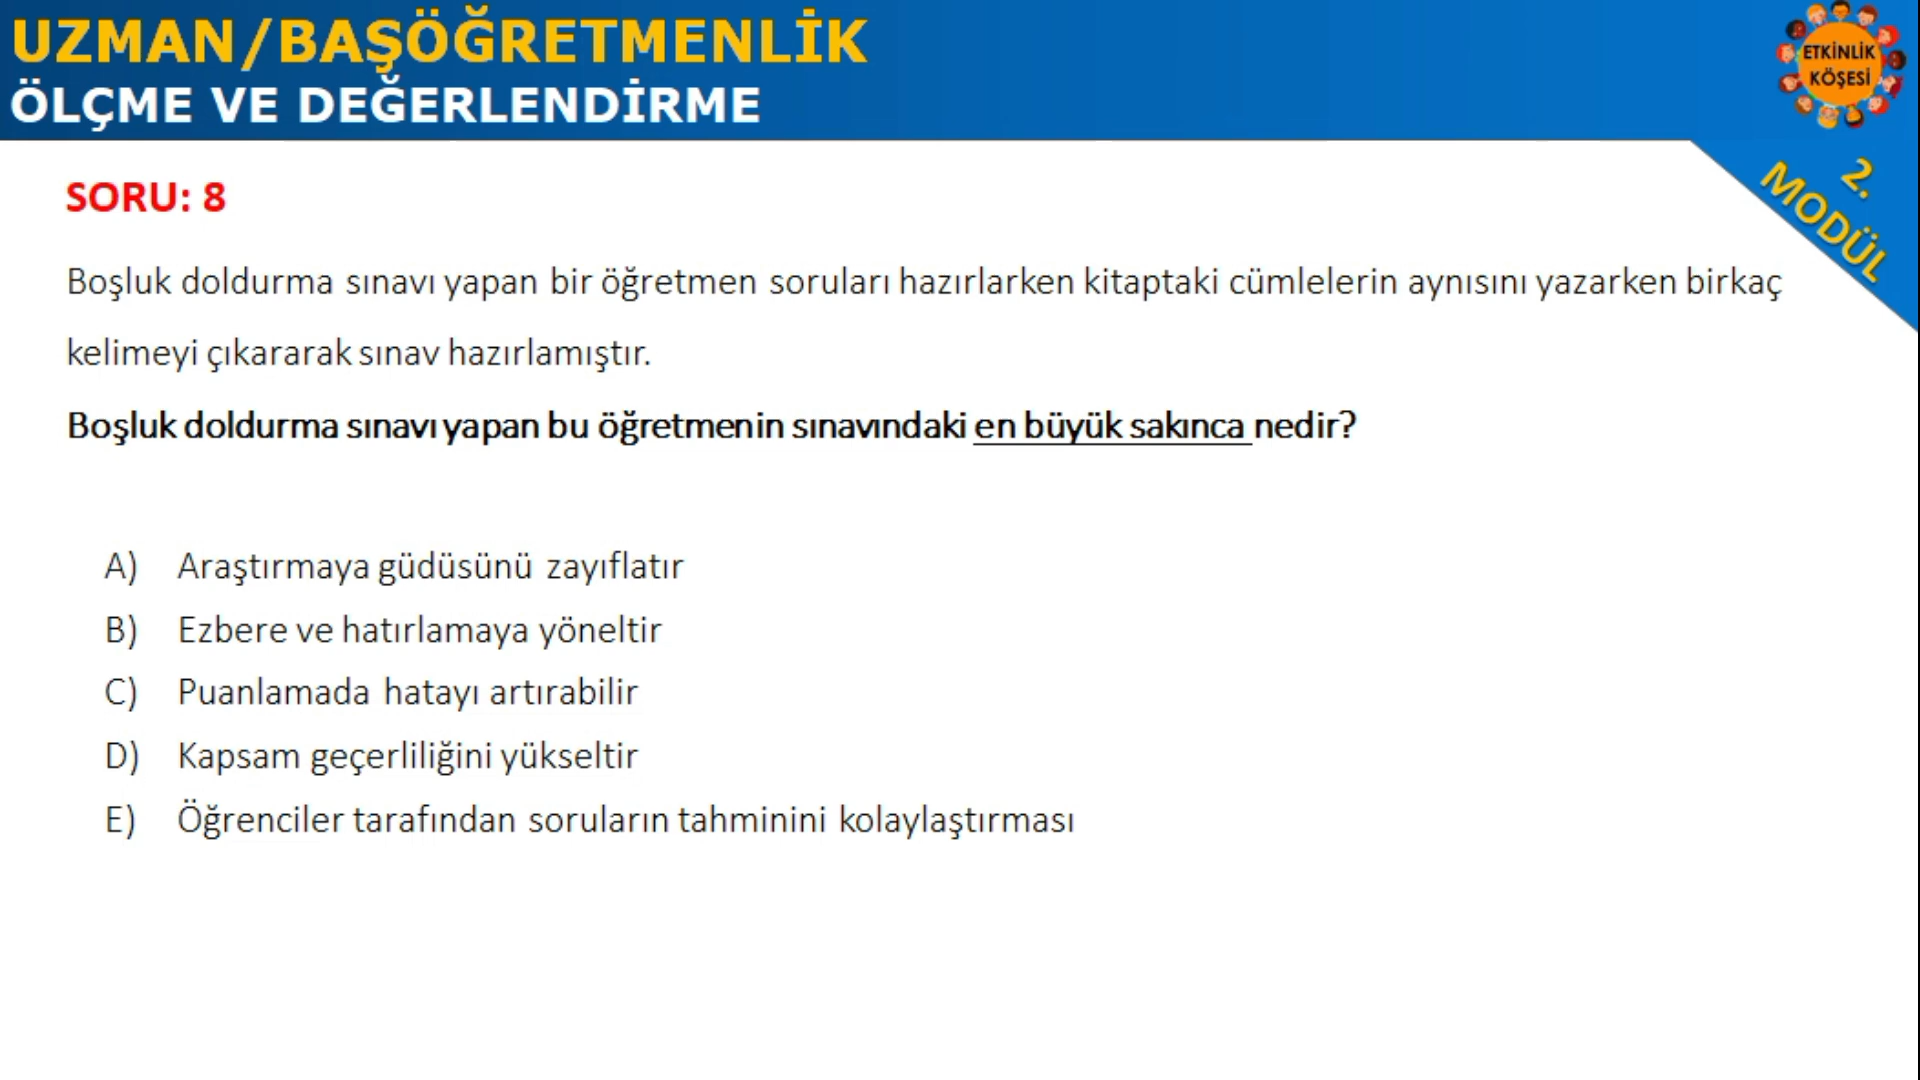 UZMAN/BAŞÖĞRETMENLİK
ÖLÇME VE DEĞERLENDİRME
ETKİNLİK
KÖŞESİ
2.
MODÜL
SORU: 8
Boşluk doldurma sınavı yapan bir öğretmen soruları hazırlarken kitaptaki cümlelerin aynısını yazarken birkaç
kelimeyi çıkararak sınav hazırlamıştır.
Boşluk doldurma sınavı yapan bu öğretmenin sınavındaki en büyük sakınca nedir?
A) Araştırmaya güdüsünü zayıflatır
B) Ezbere ve hatırlamaya yöneltir
C) Puanlamada hatayı artırabilir
D) Kapsam geçerliliğini yükseltir
E) Öğrenciler tarafından soruların tahminini kolaylaştırması